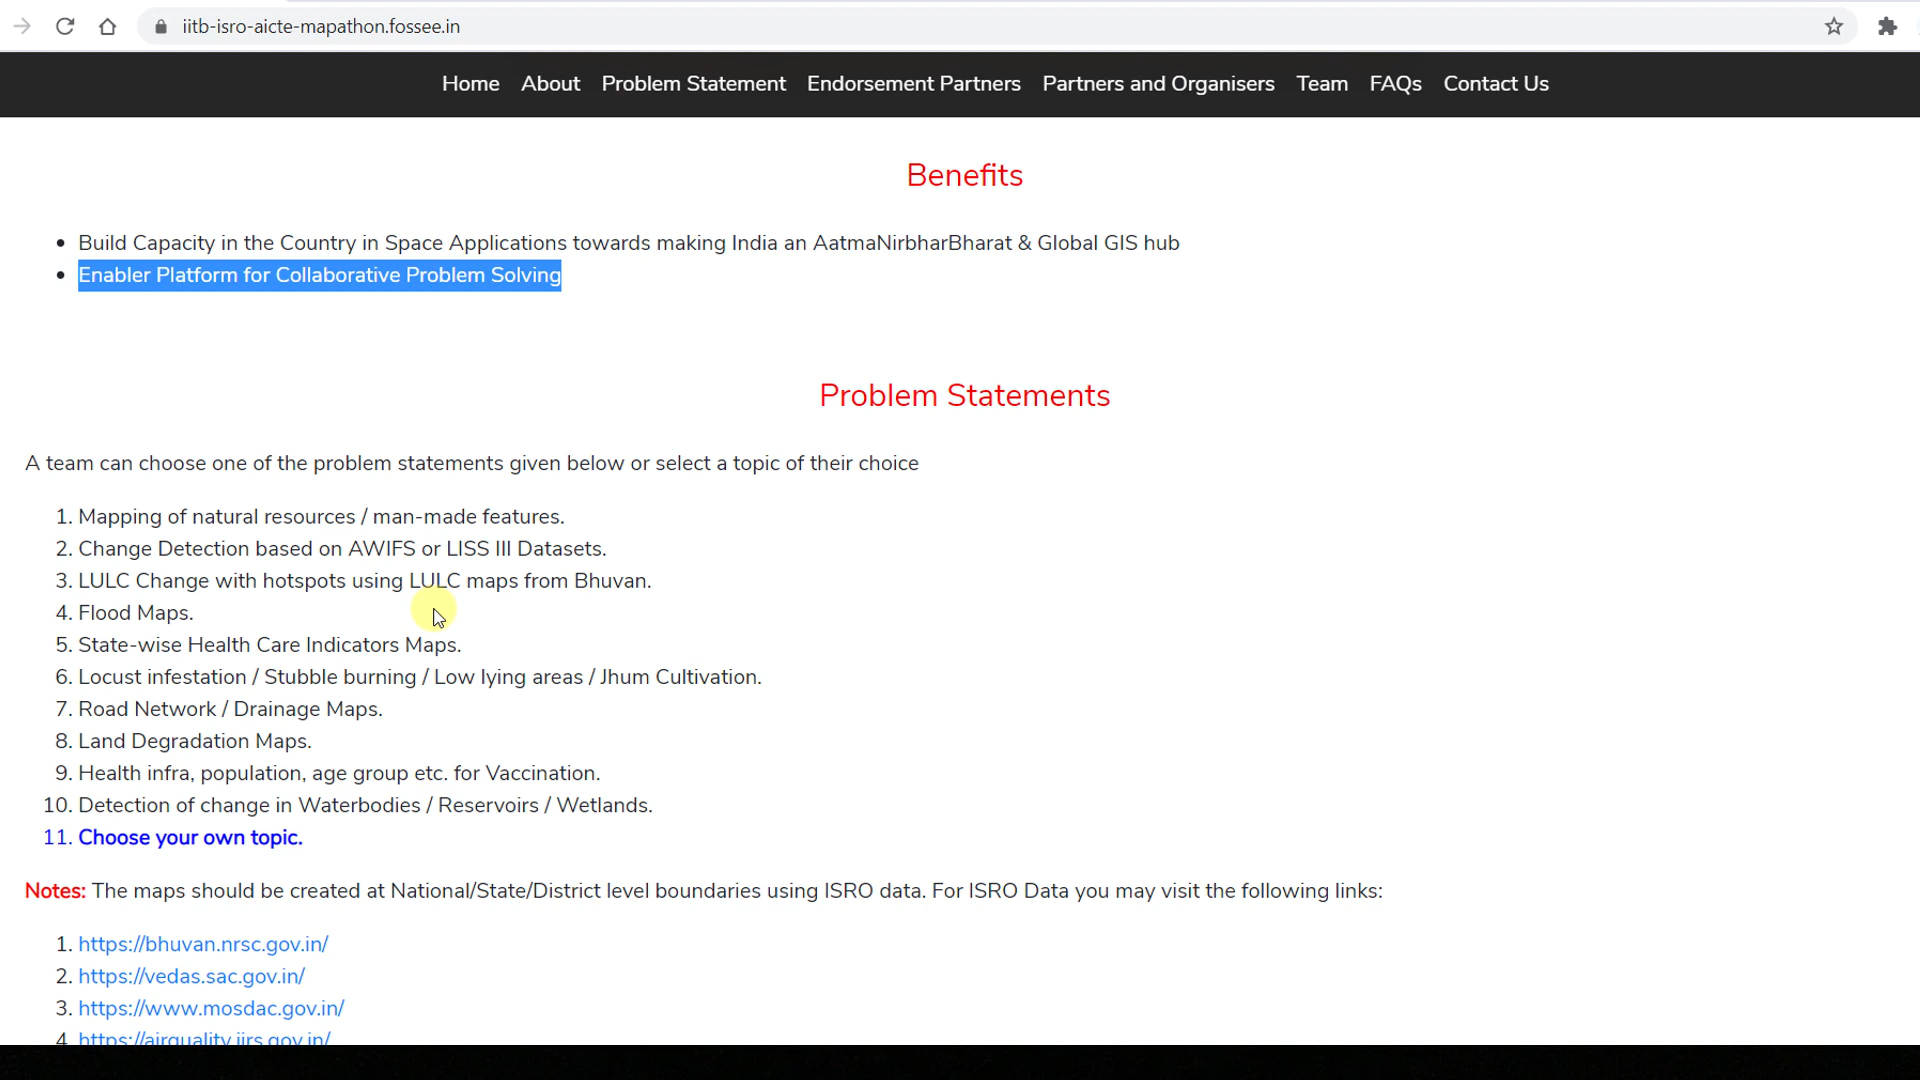 iitb-isro-aicte-mapathon.fossee.in
Home About Problem Statement Endorsement Partners Partners and Organisers Team FAQs Contact Us
Benefits
• Build Capacity in the Country in Space Applications towards making India an AatmaNirbharBharat & Global GIS hub
• Enabler Platform for Collaborative Problem Solving
Problem Statements
A team can choose one of the problem statements given below or select a topic of their choice
1. Mapping of natural resources / man-made features.
2. Change Detection based on AWIFS or LISS III Datasets.
3. LULC Change with hotspots using LULC maps from Bhuvan.
4. Flood Maps.
5. State-wise Health Care Indicators Maps.
6. Locust infestation / Stubble burning / Low lying areas / Jhum Cultivation.
7. Road Network / Drainage Maps.
8. Land Degradation Maps.
9. Health infra, population, age group etc. for Vaccination.
10. Detection of change in Waterbodies / Reservoirs / Wetlands.
11. Choose your own topic.
Notes: The maps should be created at National/State/District level boundaries using ISRO data. For ISRO Data you may visit the following links:
1. https://bhuvan.nrsc.gov.in/
2. https://vedas.sac.gov.in/
3. https://www.mosdac.gov.in/
4. https://airquality.iirs.gov.in/